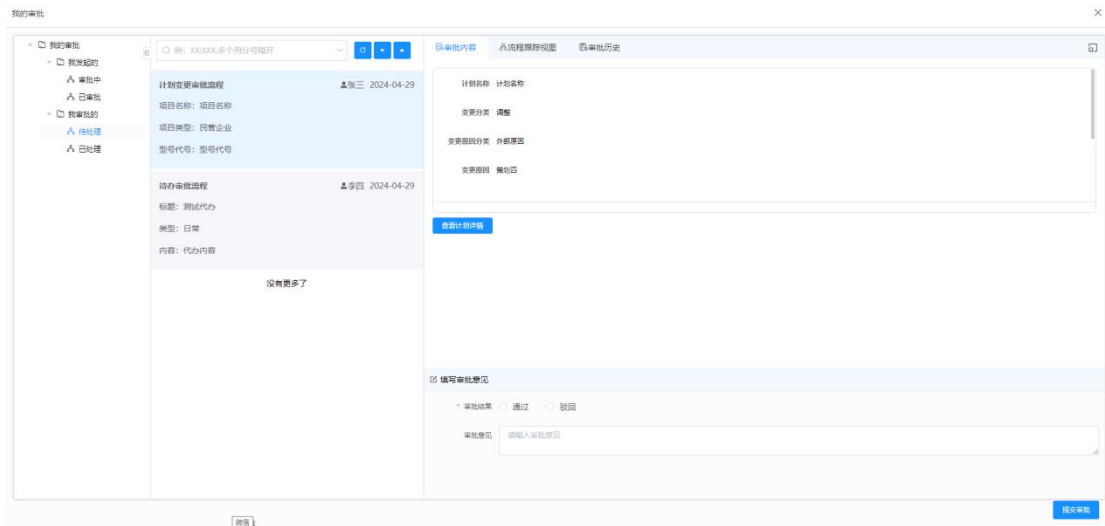 我的审批
我的审批
我发起的
审批中
已审批
我审批的
待处理
已处理
例: XX;XXX;多个用分号隔开
计划变更审批流程 张三 2024-04-29
项目名称: 项目名称
项目类型: 民营企业
型号代号: 型号代号
待办审批流程 李四 2024-04-29
标题: 测试代办
类型: 日常
内容: 代办内容
没有更多了
审批内容 流程跟踪视图 审批历史
计划名称 计划名称
变更分类 调整
变更原因分类 外部原因
变更原因 策划四
查看计划详情
填写审批意见
* 审批结果 通过 驳回
审批意见 请输入审批意见
提交审批
微信